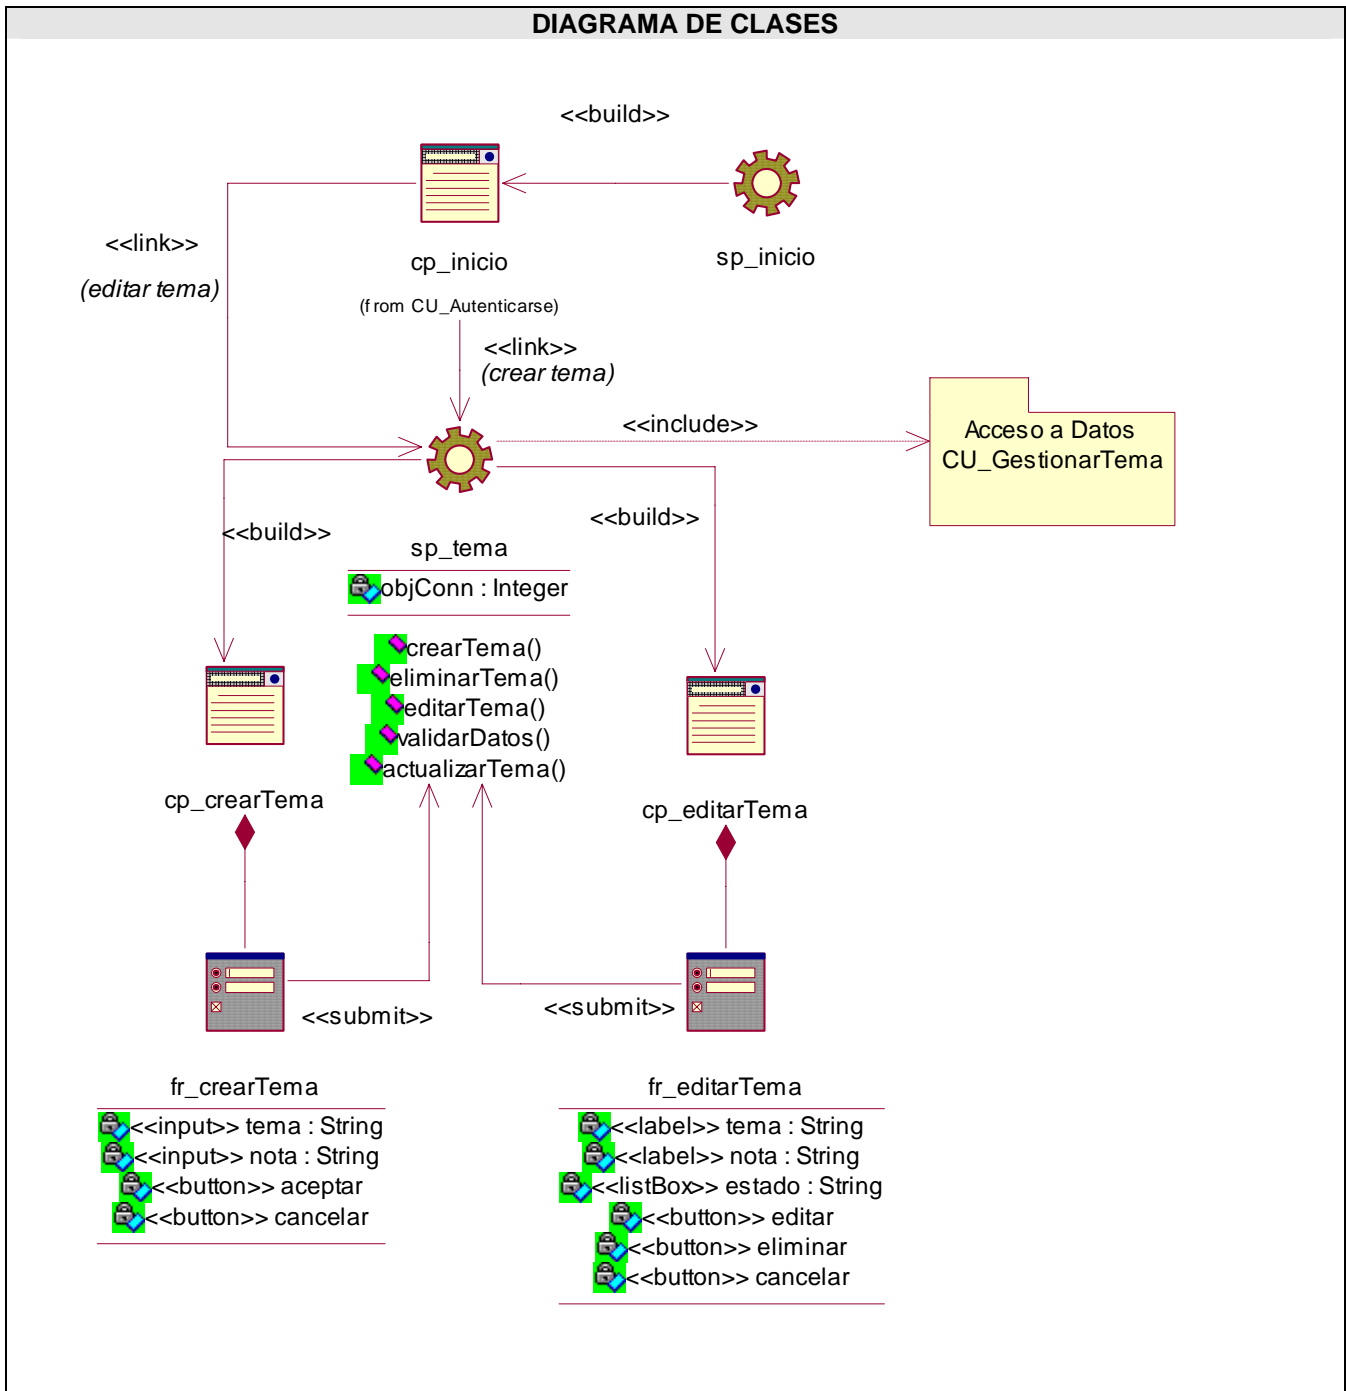 DIAGRAMA DE CLASES
<<build>>
<<link>>
(editar tema)
cp_inicio
(from CU_Autenticarse)
sp_inicio
<<link>>
(crear tema)
<<include>>
Acceso a Datos
CU_GestionarTema
<<build>>
<<build>>
sp_tema
objConn : Integer
crearTema()
eliminarTema()
editarTema()
validarDatos()
actualizarTema()
cp_crearTema
cp_editarTema
<<submit>>
<<submit>>
fr_crearTema
<<input>> tema : String
<<input>> nota : String
<<button>> aceptar
<<button>> cancelar
fr_editarTema
<<label>> tema : String
<<label>> nota : String
<<listBox>> estado : String
<<button>> editar
<<button>> eliminar
<<button>> cancelar